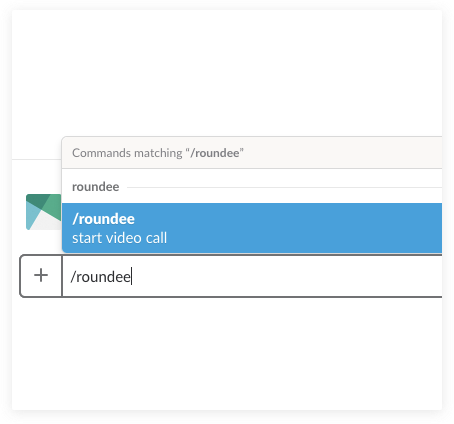 Commands matching “/roundee”
roundee
/roundee
start video call
+ /roundee